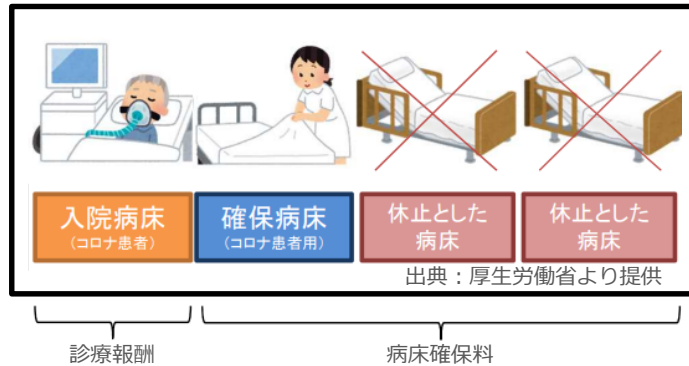 入院病床
（コロナ患者）
確保病床
（コロナ患者用）
休止とした
病床
休止とした
病床
出典：厚生労働省より提供
診療報酬
病床確保料